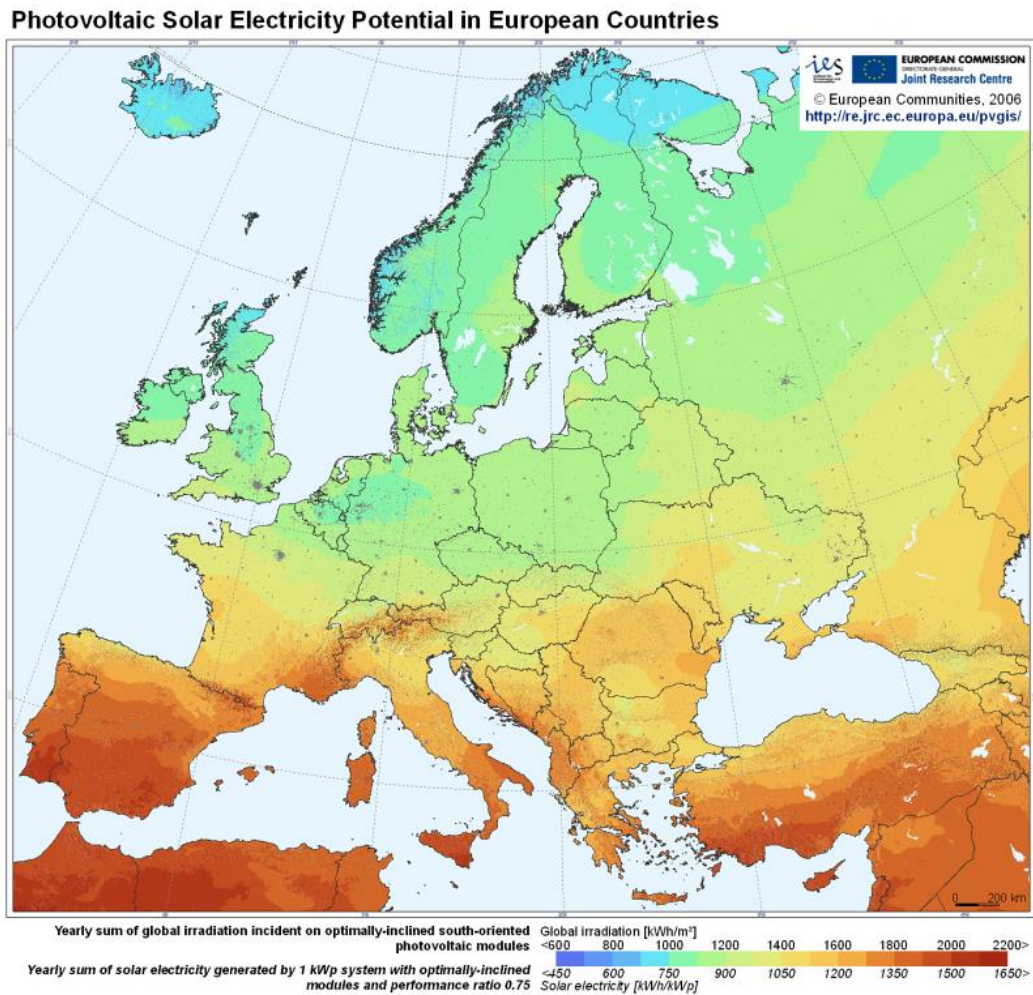 Photovoltaic Solar Electricity Potential in European Countries
ies
EUROPEAN COMMISSION
DIRECTORATE-GENERAL
Joint Research Centre
© European Communities, 2006
http://re.jrc.ec.europa.eu/pvgis/
0 200 km
Yearly sum of global irradiation incident on optimally-inclined south-oriented
photovoltaic modules
Yearly sum of solar electricity generated by 1 kWp system with optimally-inclined
modules and performance ratio 0.75
Global irradiation [kWh/m²]
<600 800 1000 1200 1400 1600 1800 2000 2200>
<450 600 750 900 1050 1200 1350 1500 1650>
Solar electricity [kWh/kWp]